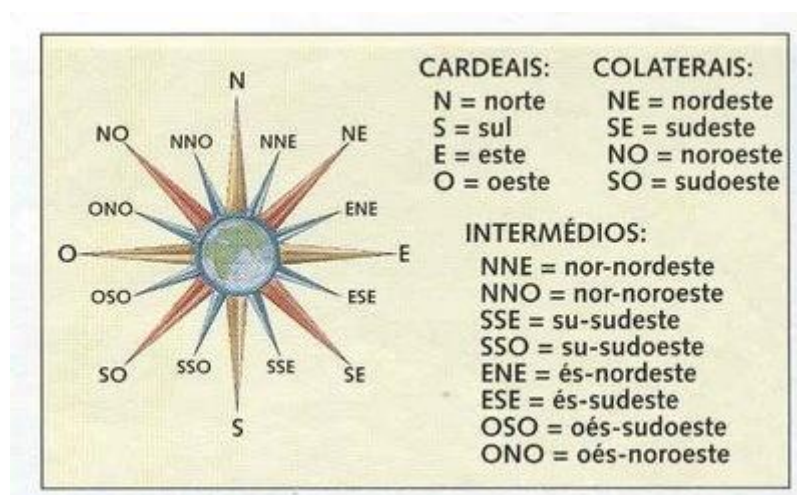 N
NO NNO NNE NE
ONO ENE
O E
OSO ESE
SO SSO SSE SE
S
CARDEAIS:
N = norte
S = sul
E = este
O = oeste
COLATERAIS:
NE = nordeste
SE = sudeste
NO = noroeste
SO = sudoeste
INTERMÉDIOS:
NNE = nor-nordeste
NNO = nor-noroeste
SSE = su-sudeste
SSO = su-sudoeste
ENE = és-nordeste
ESE = és-sudeste
OSO = oés-sudoeste
ONO = oés-noroeste